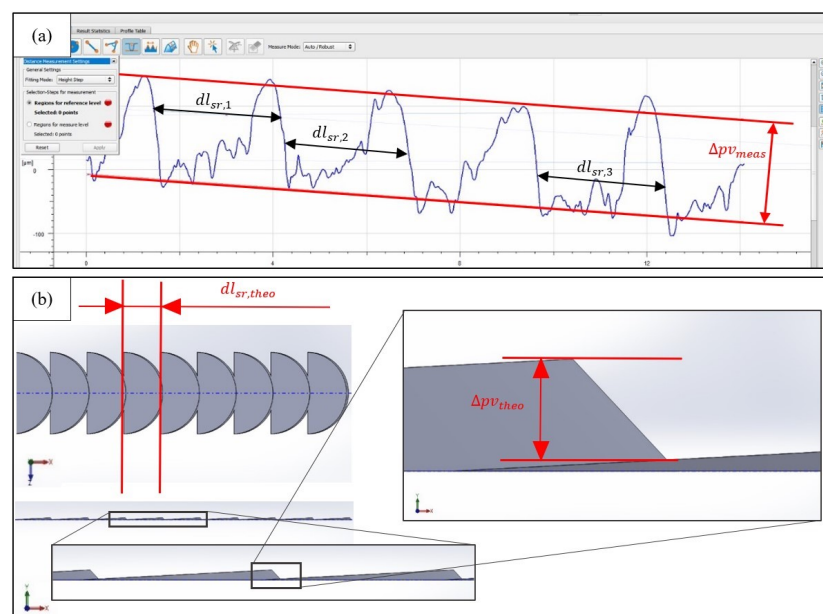 (a)
Result Statistics
Profile Table
Measure Mode: Auto / Robust
Distance Measurement Settings
General Settings
Fitting Mode: Height Step
Selection-Steps for measurement
Regions for reference level
Selected: 0 points
Regions for measure level
Selected: 0 points
Reset
Apply
dl_sr,1
dl_sr,2
dl_sr,3
Δpv_meas
[µm]
0
-100
0
4
8
12
(b)
dl_sr,theo
Δpv_theo
X
Z
Y
X
Y
X